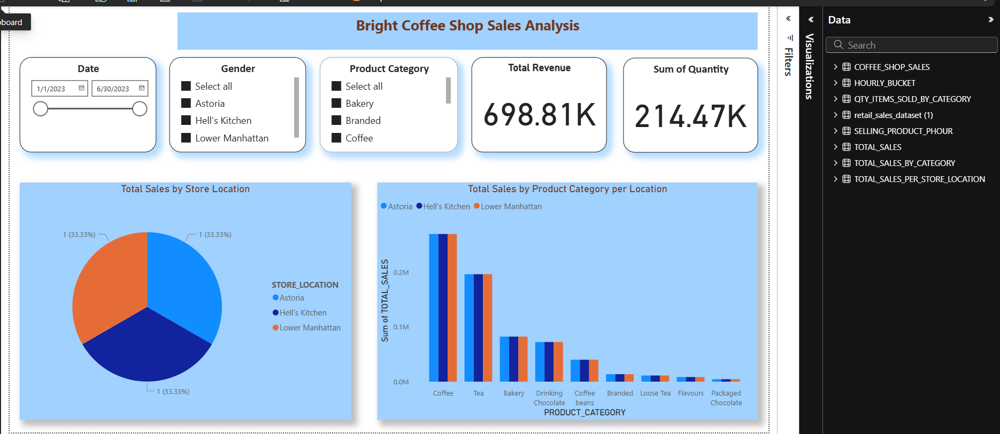 board
Bright Coffee Shop Sales Analysis
Date
1/1/2023
6/30/2023
Gender
Select all
Astoria
Hell's Kitchen
Lower Manhattan
Product Category
Select all
Bakery
Branded
Coffee
Total Revenue
698.81K
Sum of Quantity
214.47K
Total Sales by Store Location
1 (33.33%)
1 (33.33%)
1 (33.33%)
STORE_LOCATION
Astoria
Hell's Kitchen
Lower Manhattan
Total Sales by Product Category per Location
Astoria Hell's Kitchen Lower Manhattan
Sum of TOTAL_SALES
0.2M
0.1M
0.0M
Coffee
Tea
Bakery
Drinking
Chocolate
Coffee
beans
Branded
Loose Tea
Flavours
Packaged
Chocolate
PRODUCT_CATEGORY
Filters
Visualizations
Data
Search
COFFEE_SHOP_SALES
HOURLY_BUCKET
QTY_ITEMS_SOLD_BY_CATEGORY
retail_sales_dataset (1)
SELLING_PRODUCT_PHOUR
TOTAL_SALES
TOTAL_SALES_BY_CATEGORY
TOTAL_SALES_PER_STORE_LOCATION